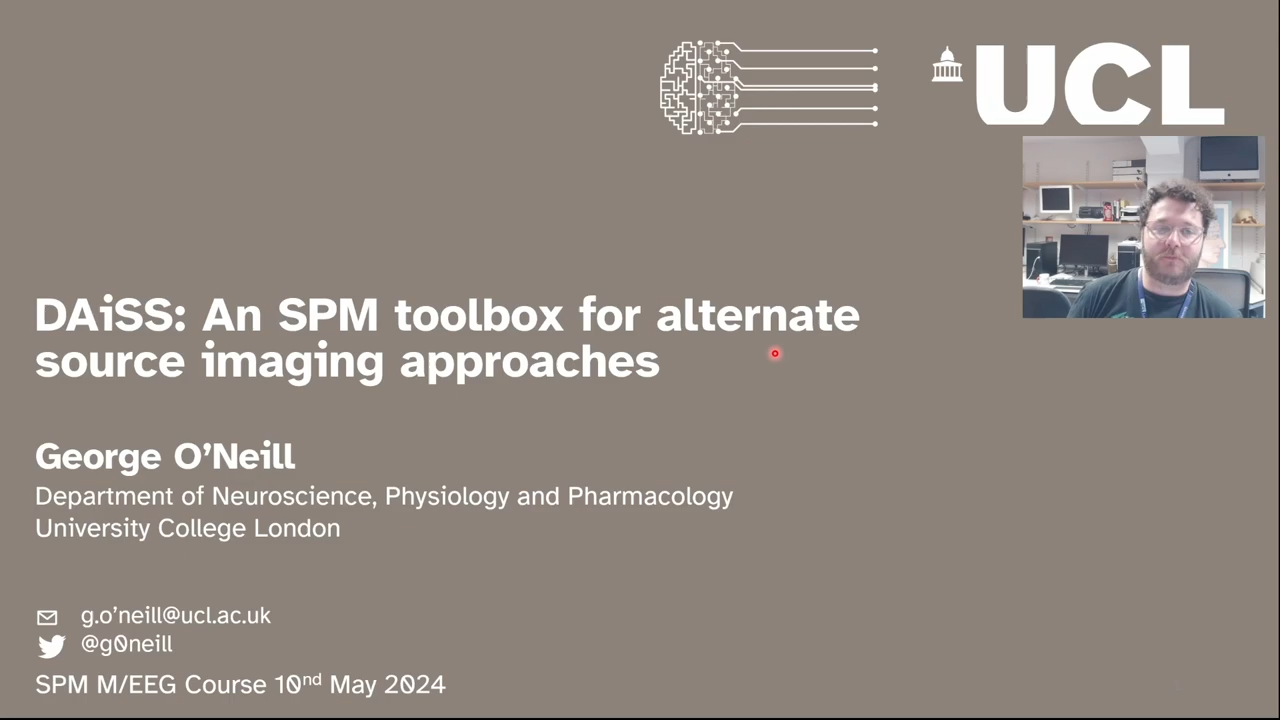 UCL
DAiSS: An SPM toolbox for alternate
source imaging approaches
George O’Neill
Department of Neuroscience, Physiology and Pharmacology
University College London
g.o’neill@ucl.ac.uk
@g0neill
SPM M/EEG Course 10nd May 2024